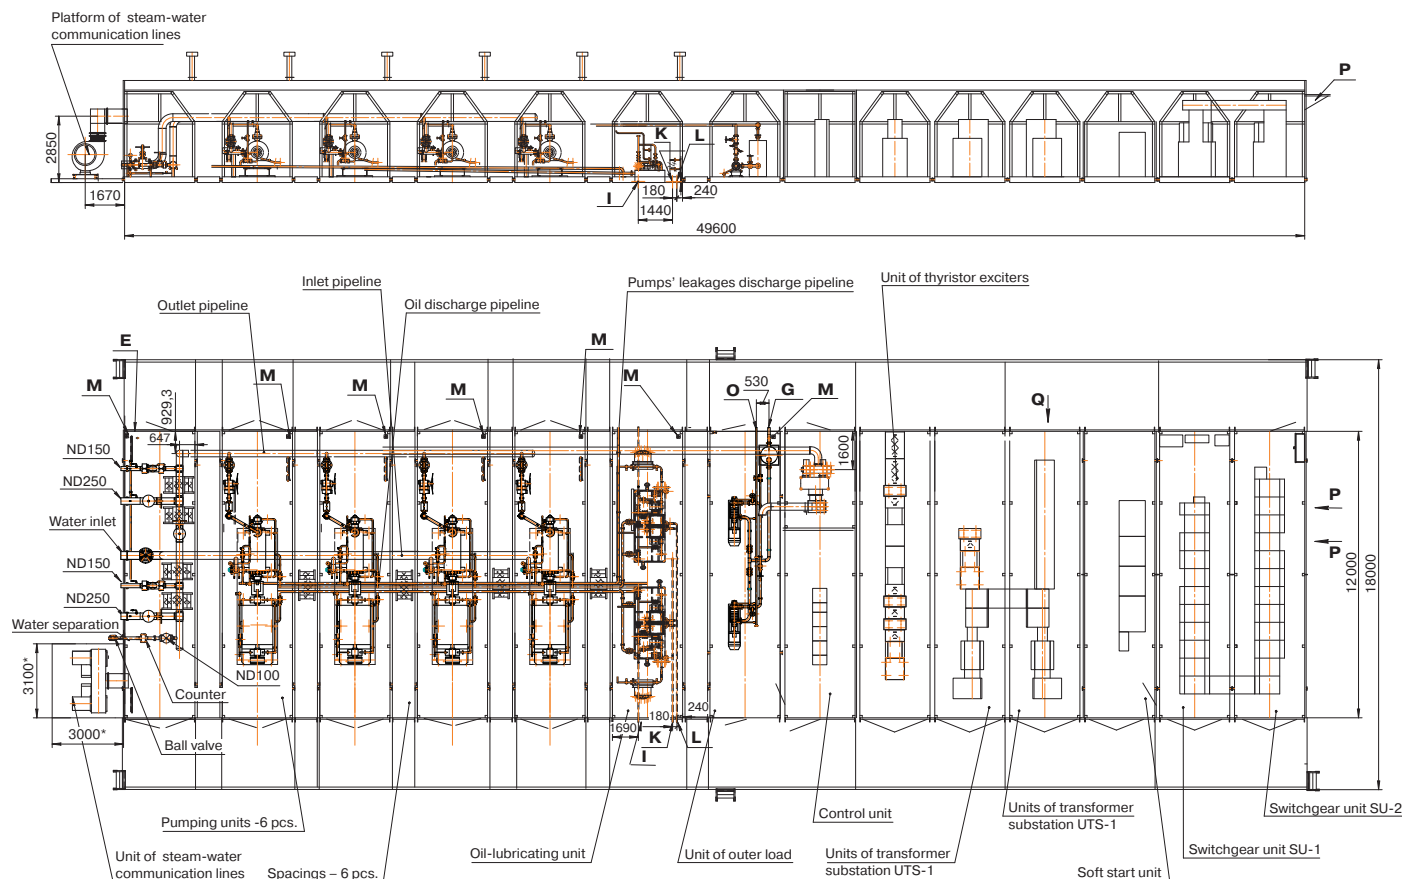 Platform of steam-water
communication lines
P
2850
K
L
1670
I
180
240
1440
49600
Inlet pipeline
Pumps' leakages discharge pipeline
Unit of thyristor exciters
Outlet pipeline
Oil discharge pipeline
E
M
M
M
M
M
M
M
929,3
530
O
G
Q
647
ND150
1600
ND250
P
Water inlet
P
ND150
12000
18000
ND250
Water separation
3100*
ND100
Counter
240
180
1690
3000*
Ball valve
K
L
I
Pumping units -6 pcs.
Control unit
Units of transformer
substation UTS-1
Switchgear unit SU-2
Unit of steam-water
communication lines
Spacings – 6 pcs.
Oil-lubricating unit
Unit of outer load
Units of transformer
substation UTS-1
Switchgear unit SU-1
Soft start unit